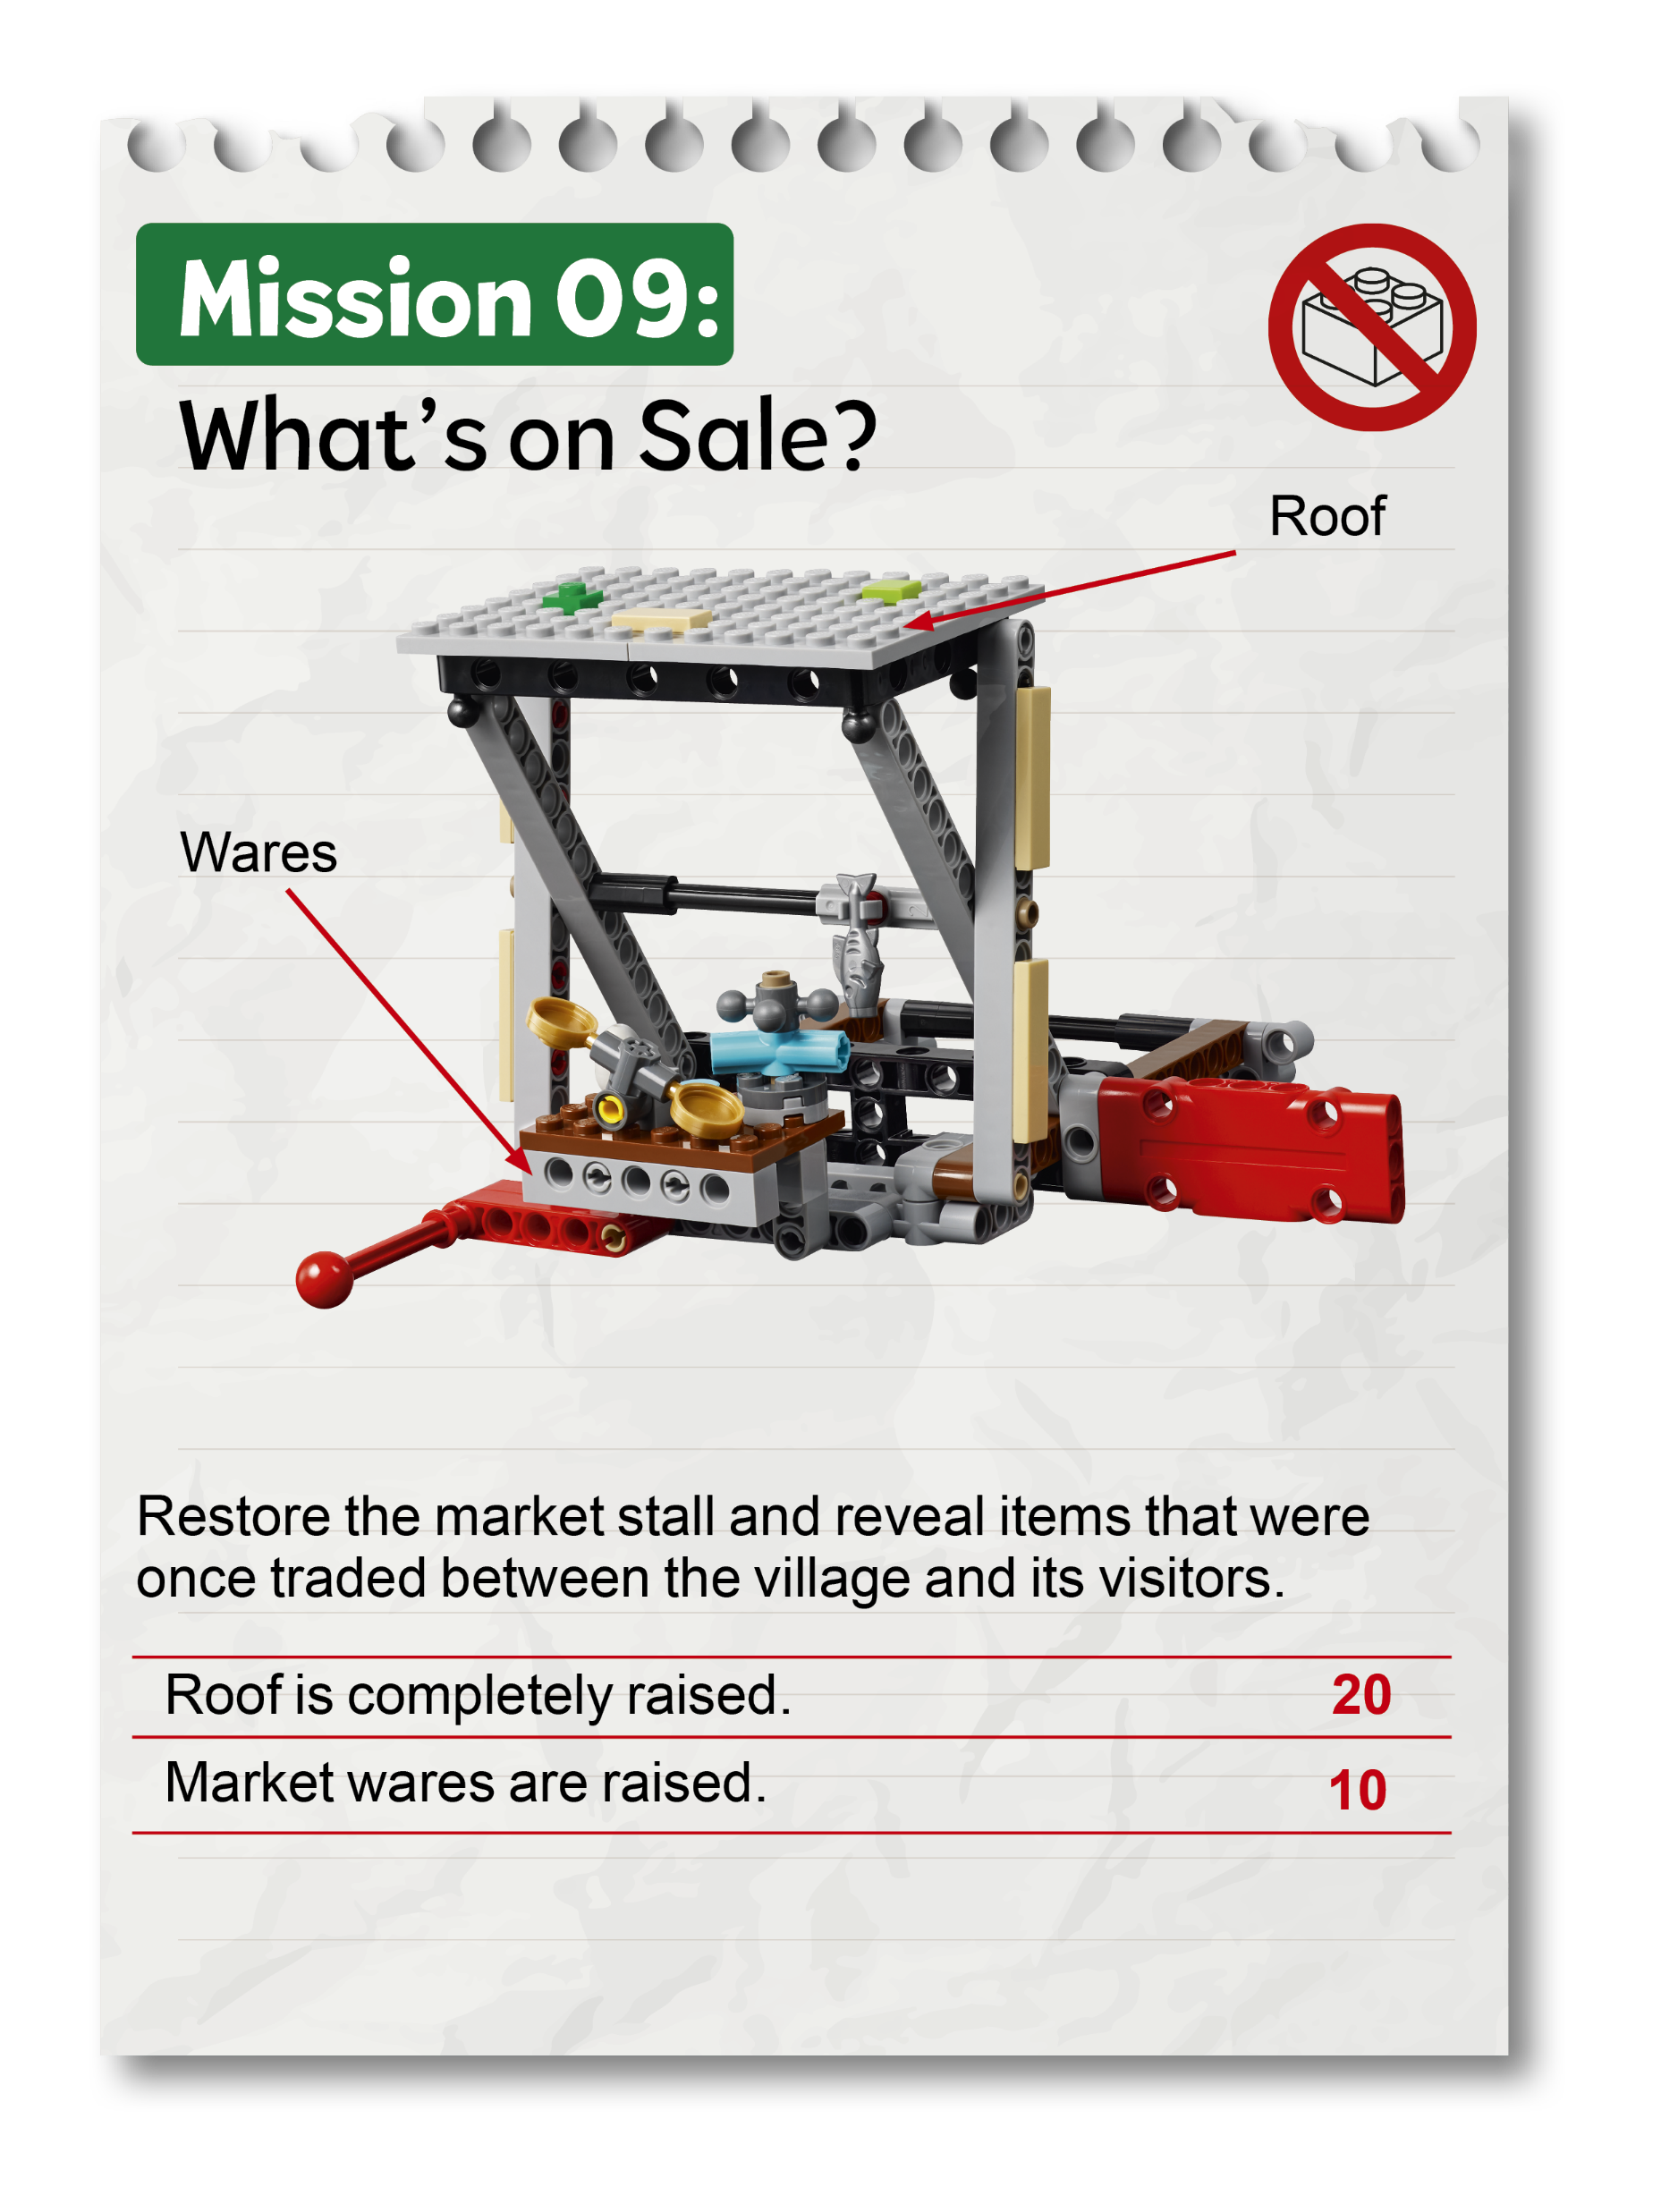 Mission 09:
What's on Sale?
Roof
Wares
Restore the market stall and reveal items that were
once traded between the village and its visitors.
Roof is completely raised. 20
Market wares are raised. 10